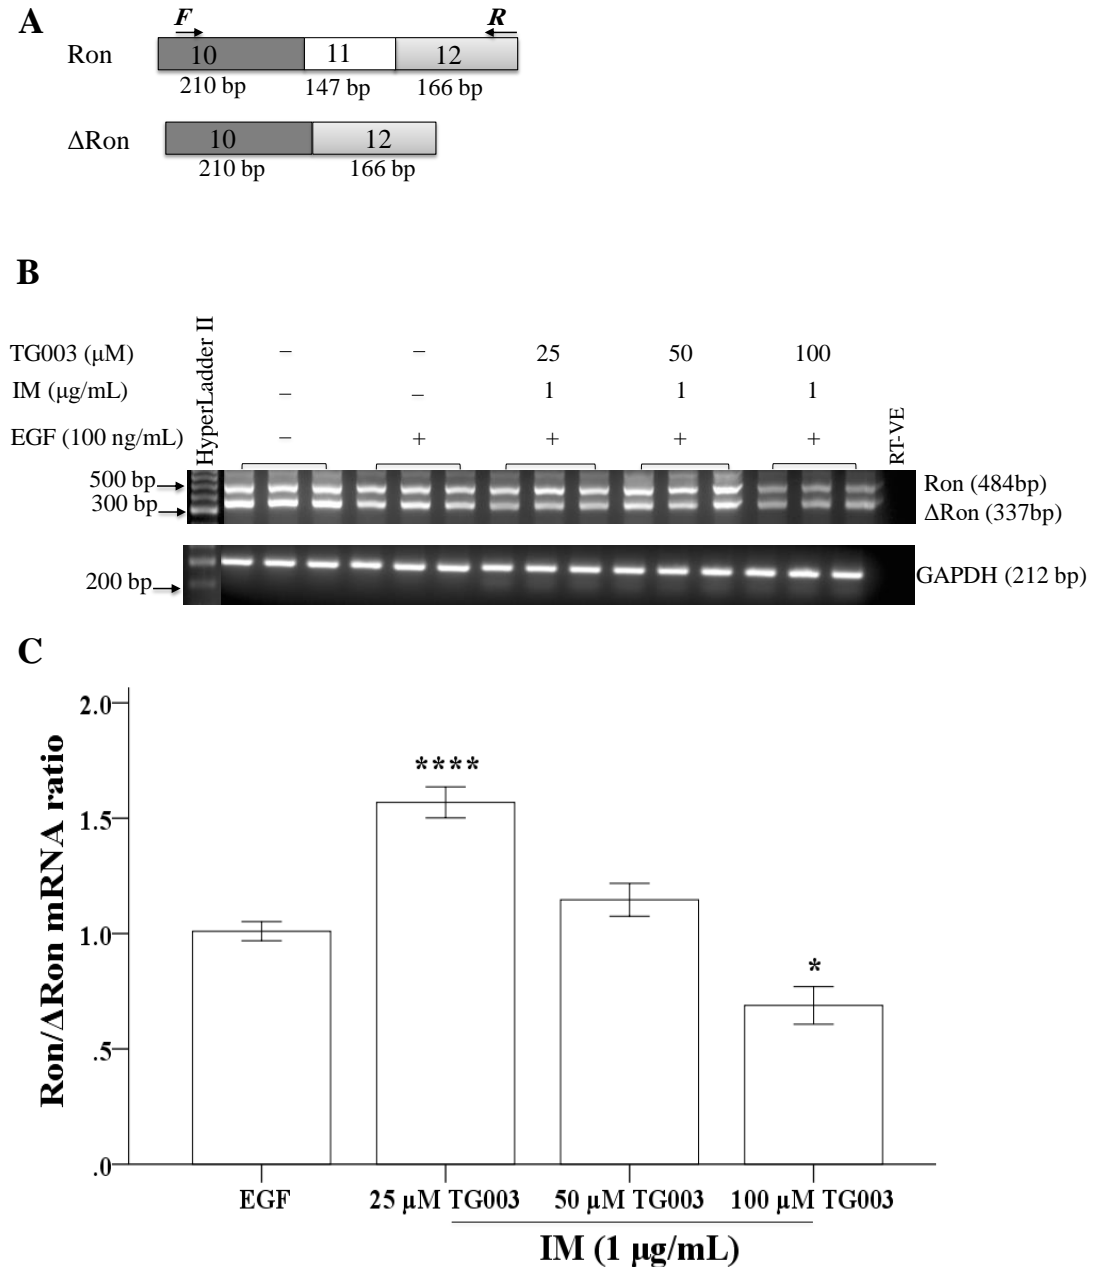 A
F R
Ron 10 11 12
210 bp 147 bp 166 bp
ΔRon 10 12
210 bp 166 bp
B
HyperLadder II
TG003 (μM) – – 25 50 100
IM (μg/mL) – – 1 1 1
EGF (100 ng/mL) – + + + +
RT-VE
500 bp Ron (484bp)
300 bp ΔRon (337bp)
200 bp GAPDH (212 bp)
C
Ron/ΔRon mRNA ratio
2.0
1.5
1.0
.5
.0
****
*
EGF 25 μM TG003 50 μM TG003 100 μM TG003
IM (1 μg/mL)